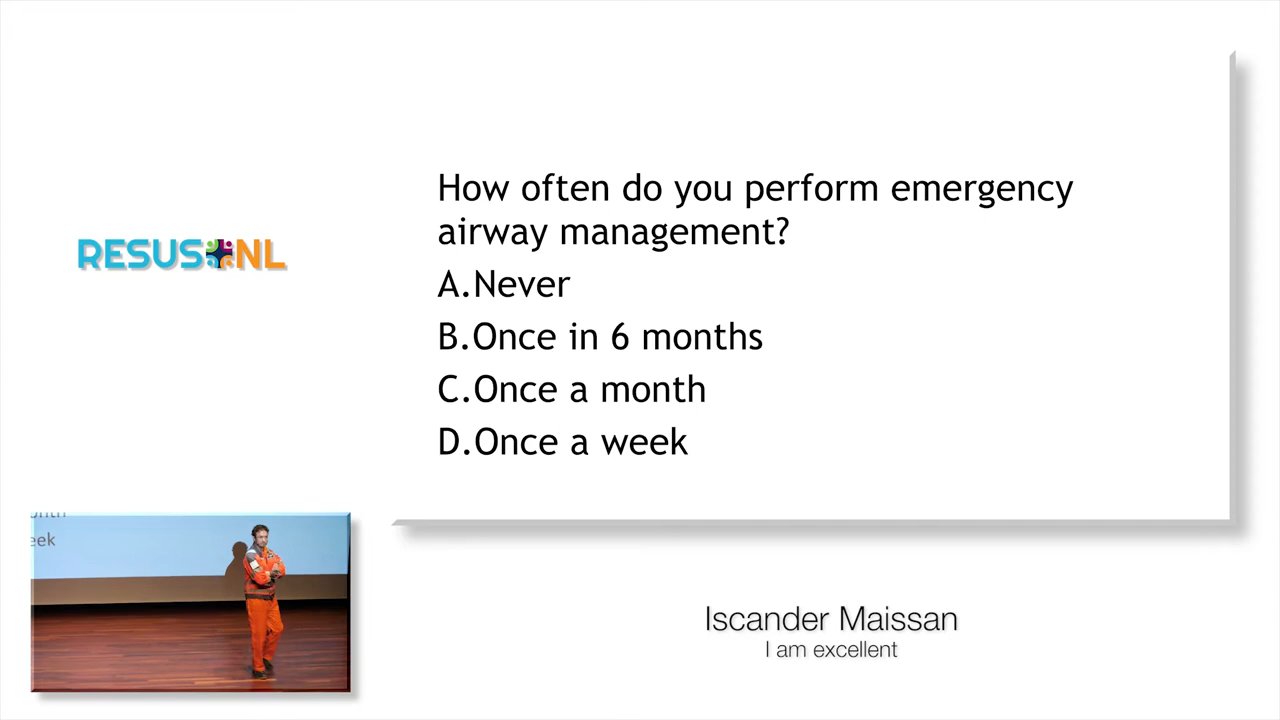 How often do you perform emergency
airway management?
A.Never
B.Once in 6 months
C.Once a month
D.Once a week
RESUS NL
eek
Iscander Maissan
I am excellent